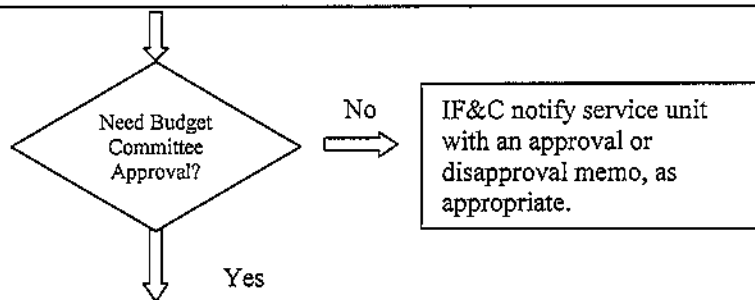 Need Budget
Committee
Approval?
No
IF&C notify service unit
with an approval or
disapproval memo, as
appropriate.
Yes